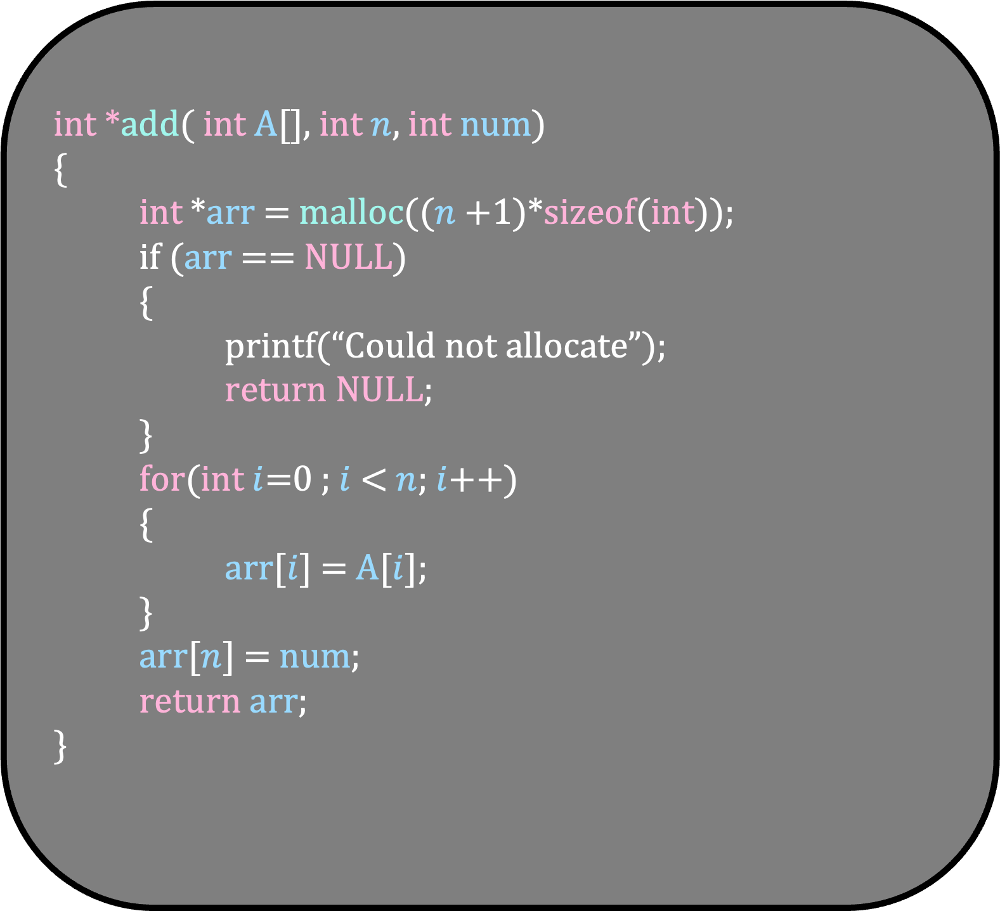 int *add( int A[], int n, int num)
{
int *arr = malloc((n +1)*sizeof(int));
if (arr == NULL)
{
printf(“Could not allocate”);
return NULL;
}
for(int i=0 ; i < n; i++)
{
arr[i] = A[i];
}
arr[n] = num;
return arr;
}